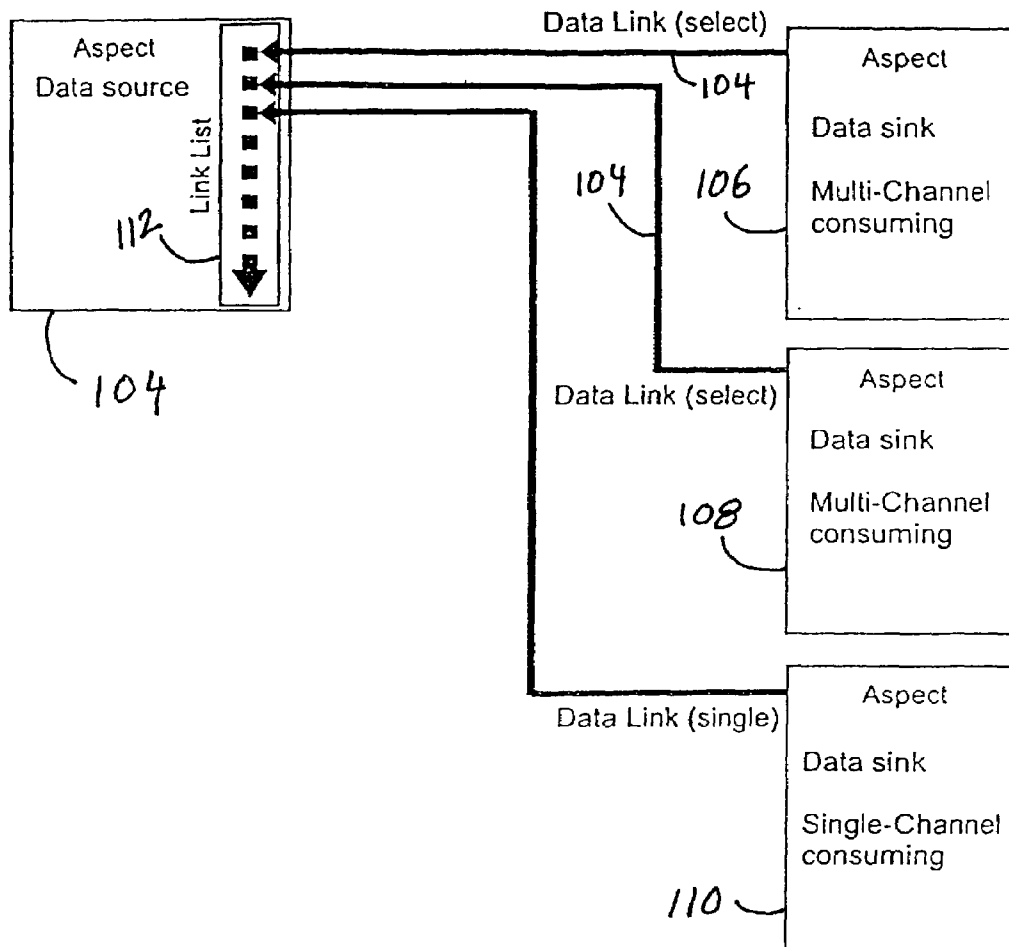 Aspect
Data source
Link List
112
104
Data Link (select)
104
Aspect
Data sink
Multi-Channel
consuming
106
104
Data Link (select)
Aspect
Data sink
Multi-Channel
consuming
108
Data Link (single)
Aspect
Data sink
Single-Channel
consuming
110